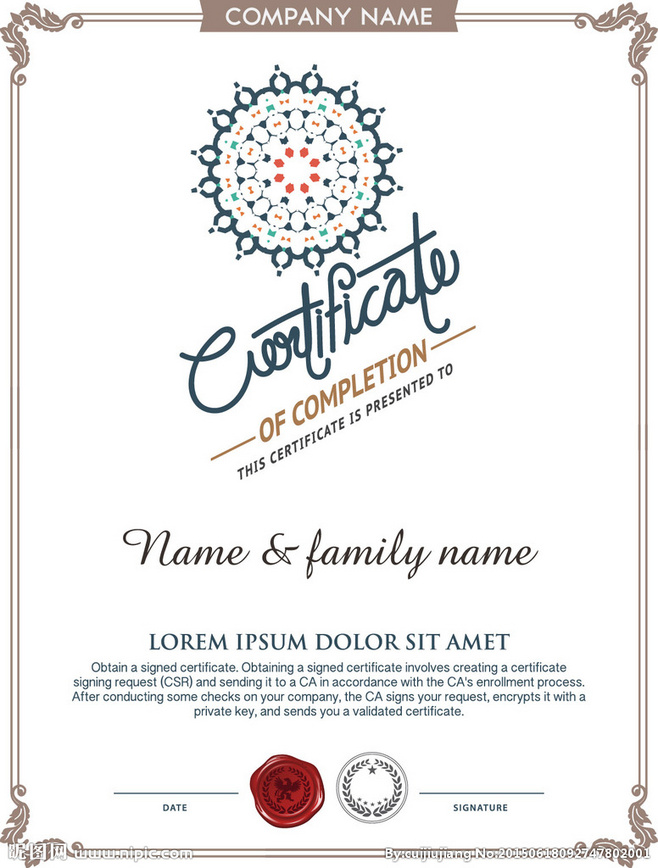 COMPANY NAME
Certificate
OF COMPLETION
THIS CERTIFICATE IS PRESENTED TO
Name & family name
LOREM IPSUM DOLOR SIT AMET
Obtain a signed certificate. Obtaining a signed certificate involves creating a certificate
signing request (CSR) and sending it to a CA in accordance with the CA's enrollment process.
After conducting some checks on your company, the CA signs your request, encrypts it with a
private key, and sends you a validated certificate.
DATE
SIGNATURE
昵图网 www.nipic.com
By:cuijiujiang No:20150618092747802001